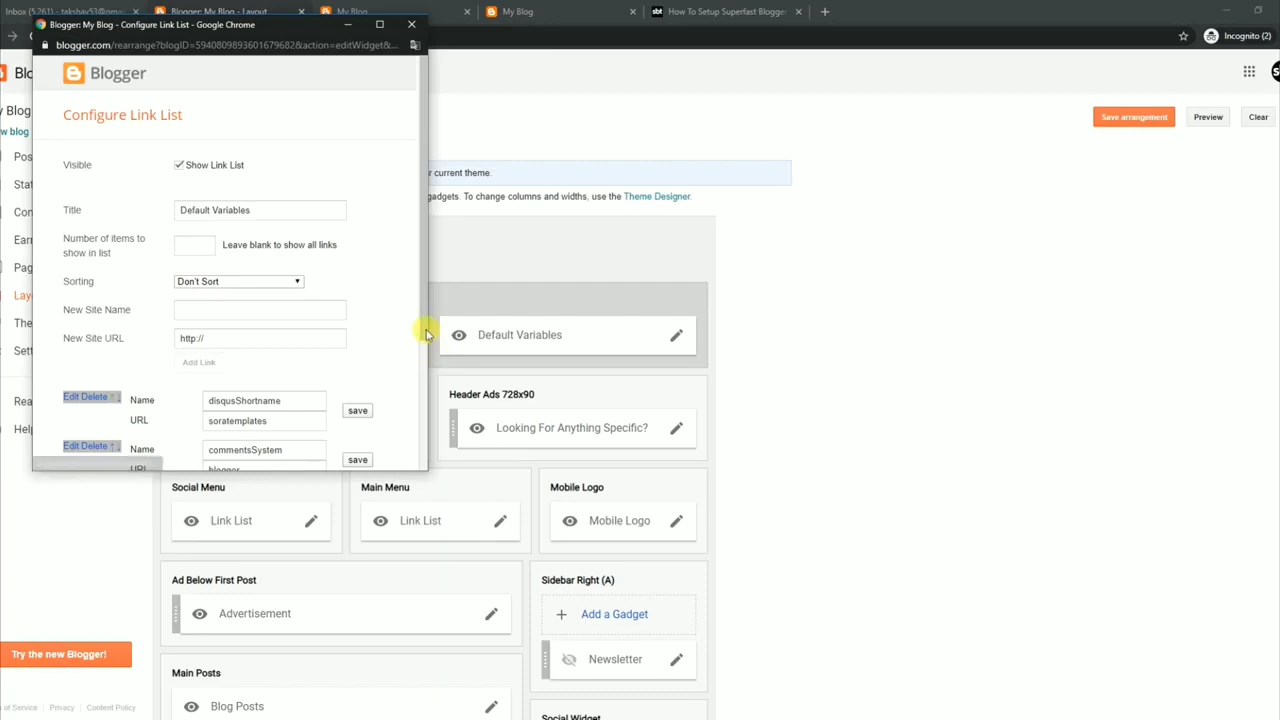 Inbox (5,261) - takshay53@gmai
Blogger: My Blog - Layout
My Blog
My Blog
How To Setup Superfast Blogger
Blogger: My Blog - Configure Link List - Google Chrome
blogger.com/rearrange?blogID=5940809893601679682&action=editWidget&...
Incognito (2)
Blogger
Configure Link List
Visible
Show Link List
Title
Default Variables
Number of items to
show in list
Leave blank to show all links
Sorting
Don't Sort
New Site Name
New Site URL
http://
Add Link
Edit Delete ↑ ↓
Name
disqusShortname
URL
soratemplates
save
Edit Delete ↑ ↓
Name
commentsSystem
URL
blogger
save
Blo
y Blog
w blog
Pos
Stat
Con
Earn
Pag
Layo
The
Sett
Rea
Help
Try the new Blogger!
s of Service
Privacy
Content Policy
Save arrangement
Preview
Clear
r current theme.
gadgets. To change columns and widths, use the Theme Designer.
Default Variables
Header Ads 728x90
Looking For Anything Specific?
Social Menu
Link List
Main Menu
Link List
Mobile Logo
Mobile Logo
Ad Below First Post
Advertisement
Sidebar Right (A)
Add a Gadget
Newsletter
Main Posts
Blog Posts
Social Widget